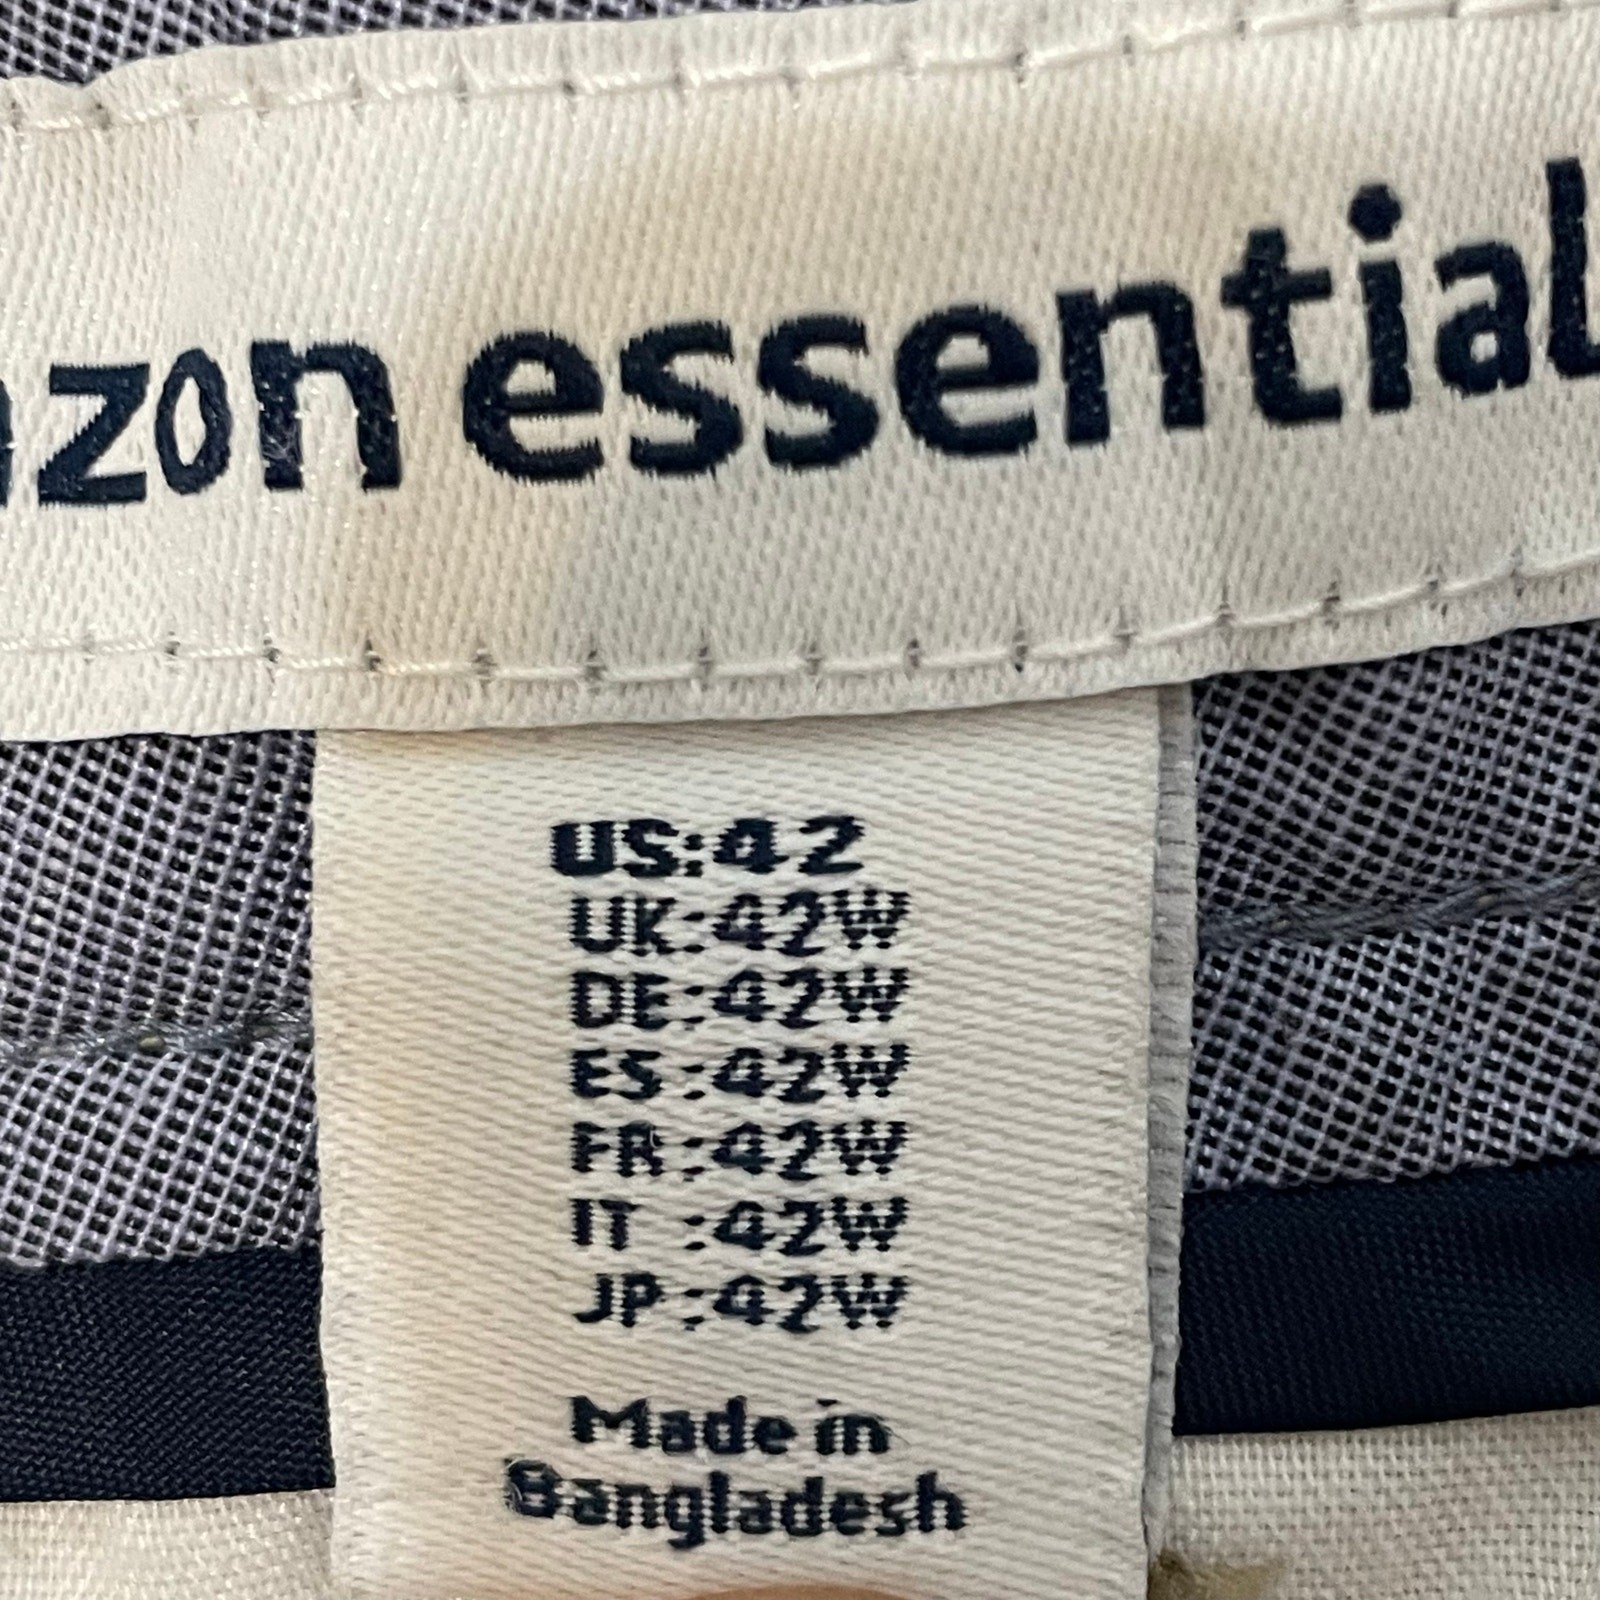 azon essential
US:42
UK:42W
DE:42W
ES:42W
FR:42W
IT :42W
JP:42W
Made in
Bangladesh